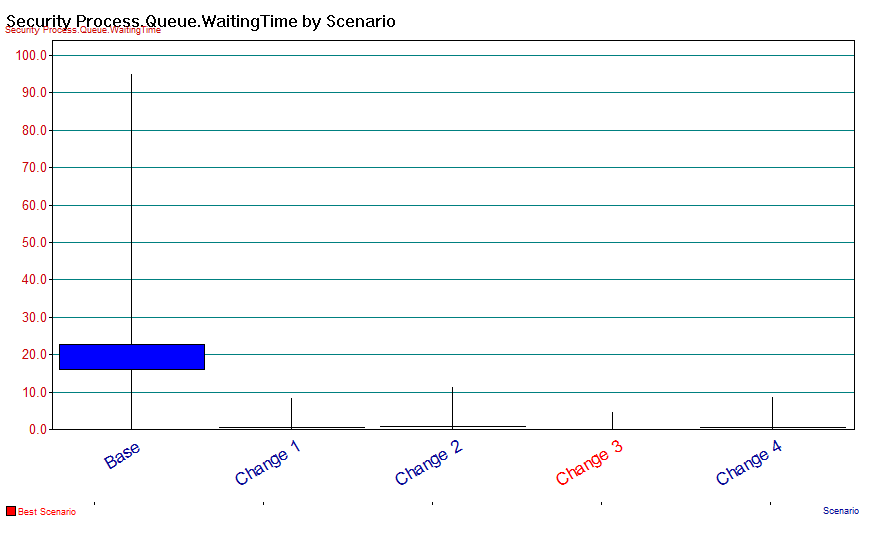 Security Process.Queue.WaitingTime by Scenario
Security Process.Queue.WaitingTime
100.0
90.0
80.0
70.0
60.0
50.0
40.0
30.0
20.0
10.0
0.0
Base
Change 1
Change 2
Change 3
Change 4
Best Scenario
Scenario